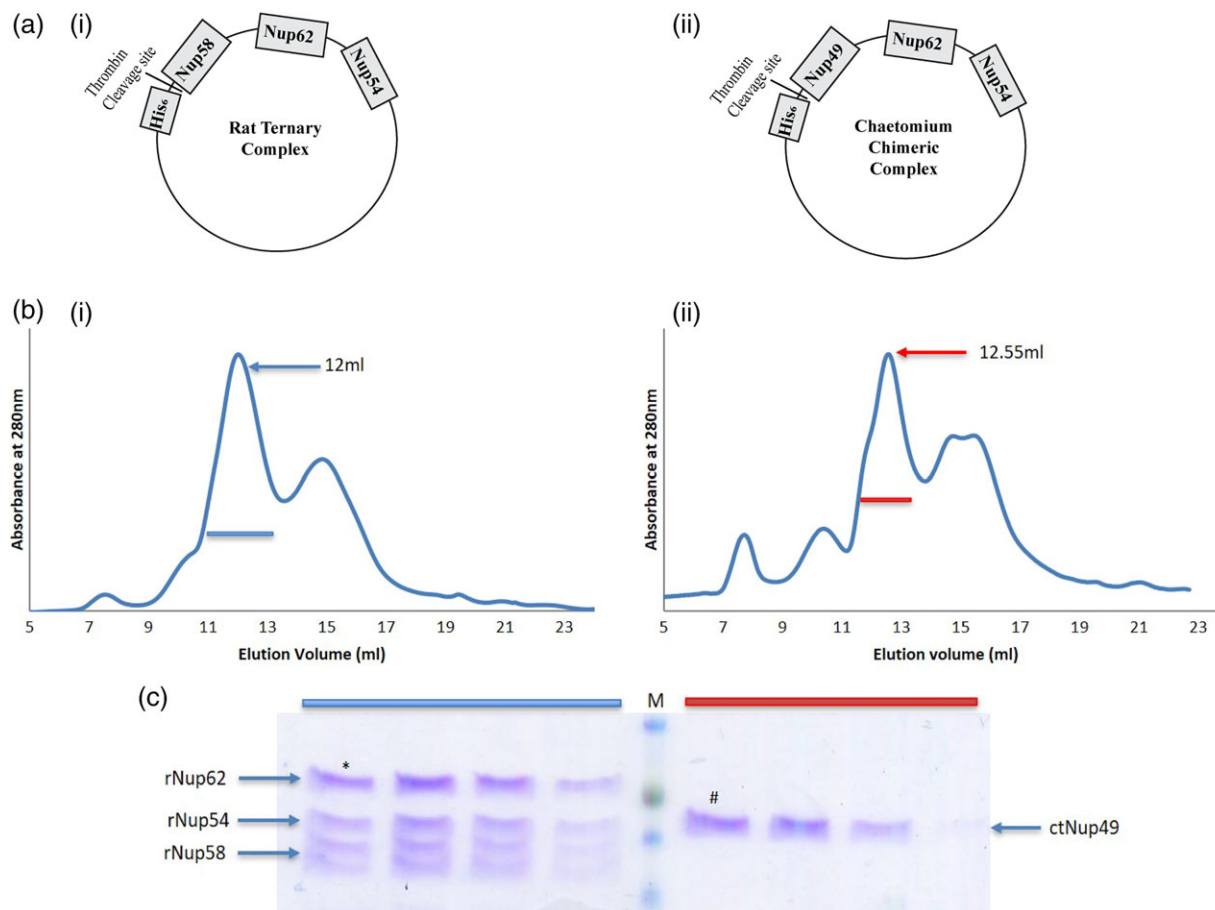 (a) (i)
Thrombin
Cleavage site
His₆
Nup58
Nup62
Nup54
Rat Ternary
Complex
(ii)
Thrombin
Cleavage site
His₆
Nup49
Nup62
Nup54
Chaetomium
Chimeric
Complex
(b) (i)
12ml
Absorbance at 280nm
5 7 9 11 13 15 17 19 21 23
Elution Volume (ml)
(ii)
12.55ml
Absorbance at 280nm
5 7 9 11 13 15 17 19 21 23
Elution volume (ml)
(c)
M
*
#
rNup62
rNup54
rNup58
ctNup49